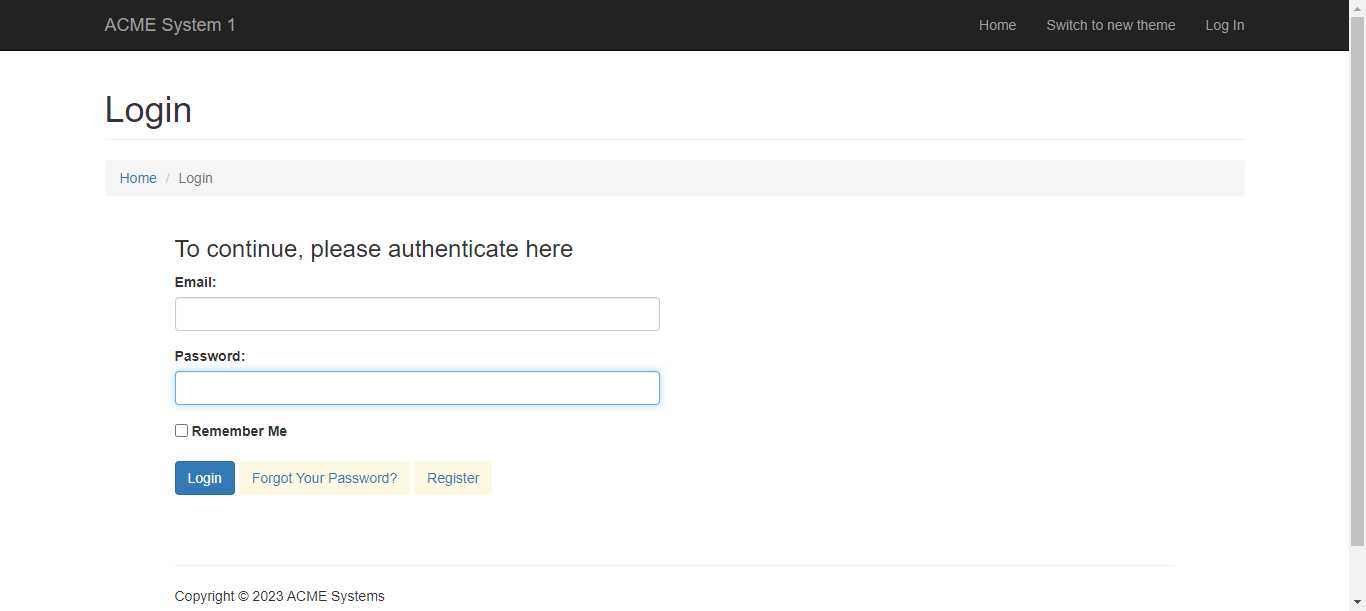 ACME System 1 Home Switch to new theme Log In
Login
Home / Login
To continue, please authenticate here
Email:
Password:
Remember Me
Login Forgot Your Password? Register
Copyright © 2023 ACME Systems